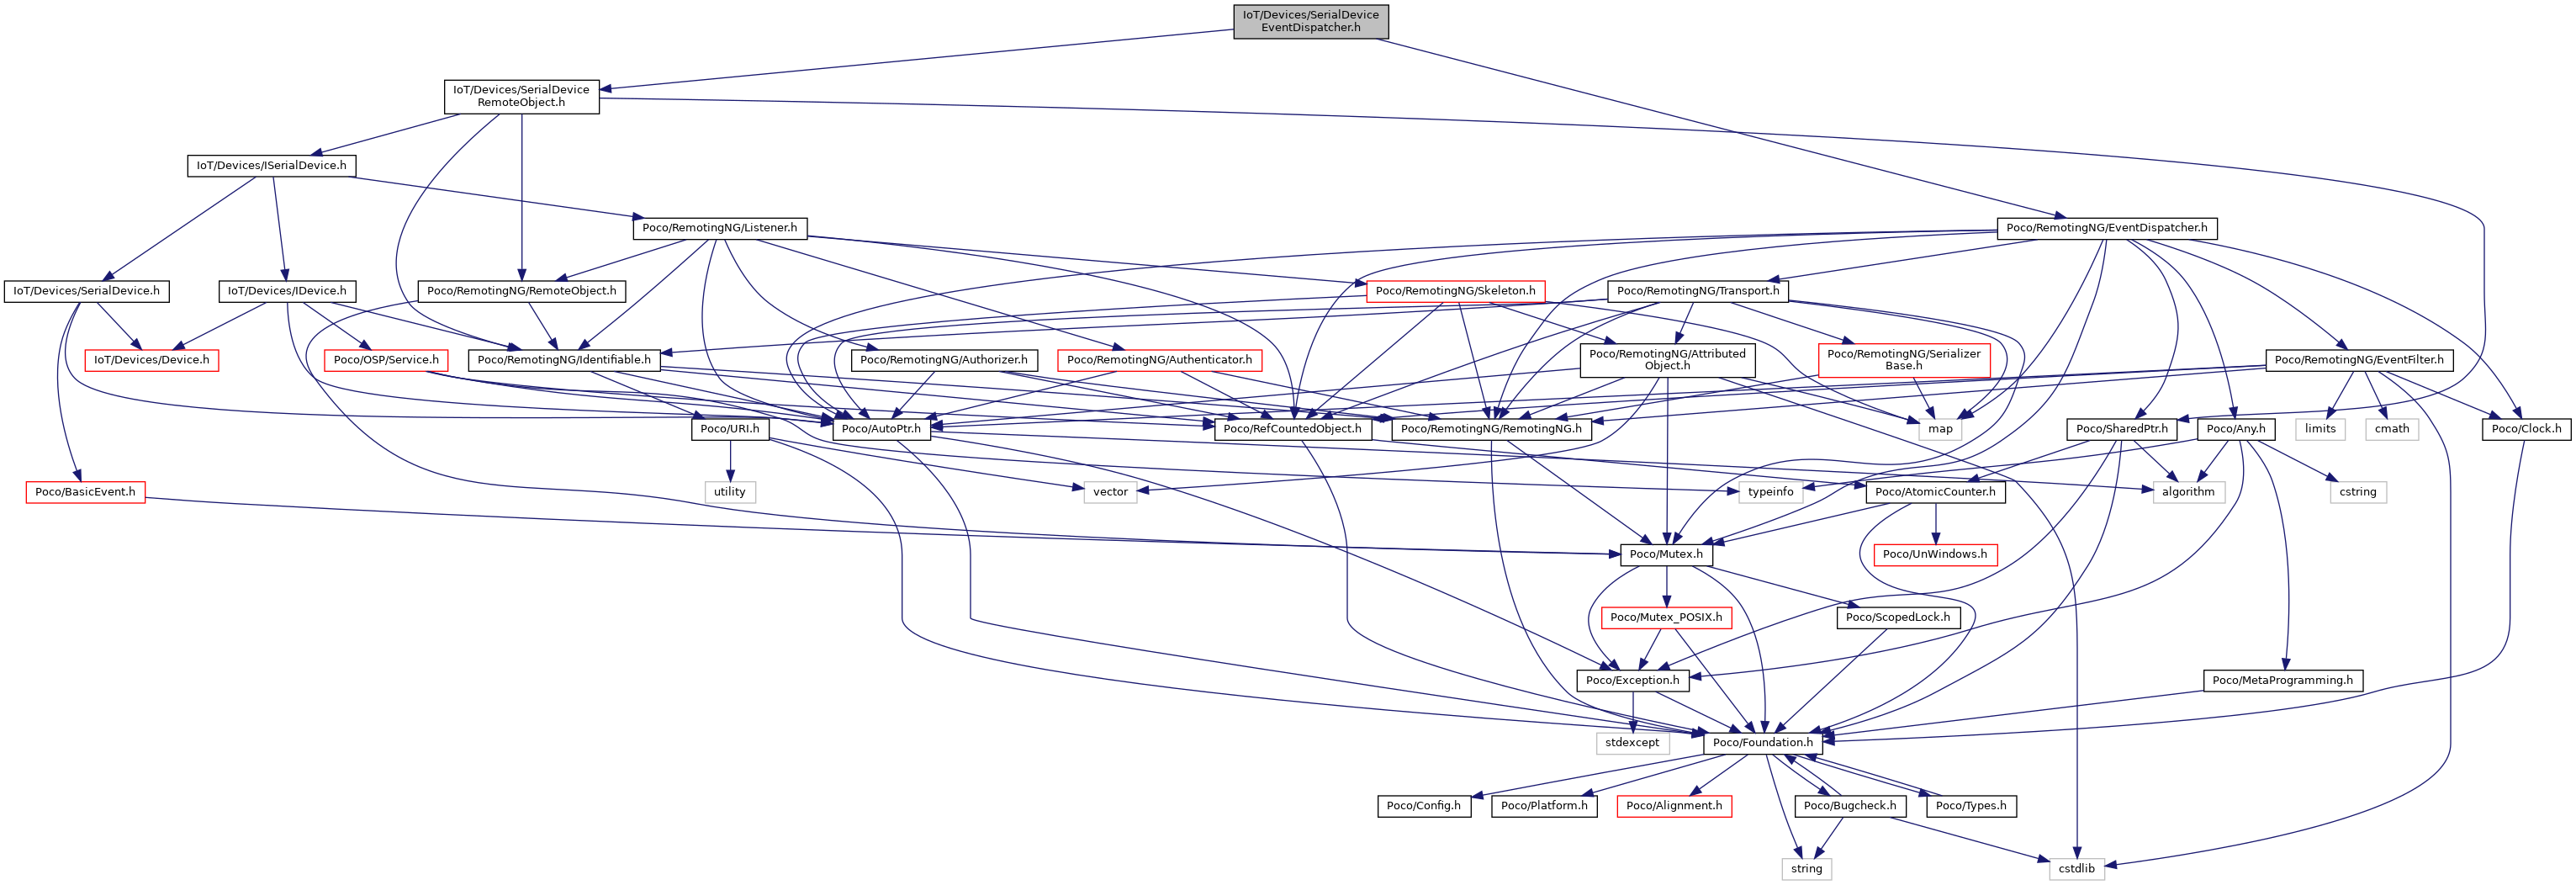 IoT/Devices/SerialDevice
EventDispatcher.h
IoT/Devices/SerialDevice
RemoteObject.h
IoT/Devices/ISerialDevice.h
Poco/RemotingNG/Listener.h
Poco/RemotingNG/EventDispatcher.h
IoT/Devices/SerialDevice.h
IoT/Devices/IDevice.h
Poco/RemotingNG/RemoteObject.h
Poco/RemotingNG/Skeleton.h
Poco/RemotingNG/Transport.h
IoT/Devices/Device.h
Poco/OSP/Service.h
Poco/RemotingNG/Identifiable.h
Poco/RemotingNG/Authorizer.h
Poco/RemotingNG/Authenticator.h
Poco/RemotingNG/Attributed
Object.h
Poco/RemotingNG/Serializer
Base.h
Poco/RemotingNG/EventFilter.h
Poco/URI.h
Poco/AutoPtr.h
Poco/RefCountedObject.h
Poco/RemotingNG/RemotingNG.h
map
Poco/SharedPtr.h
Poco/Any.h
limits
cmath
Poco/Clock.h
Poco/BasicEvent.h
utility
vector
typeinfo
Poco/AtomicCounter.h
algorithm
cstring
Poco/Mutex.h
Poco/UnWindows.h
Poco/Mutex_POSIX.h
Poco/ScopedLock.h
Poco/Exception.h
Poco/MetaProgramming.h
stdexcept
Poco/Foundation.h
Poco/Config.h
Poco/Platform.h
Poco/Alignment.h
Poco/Bugcheck.h
Poco/Types.h
string
cstdlib